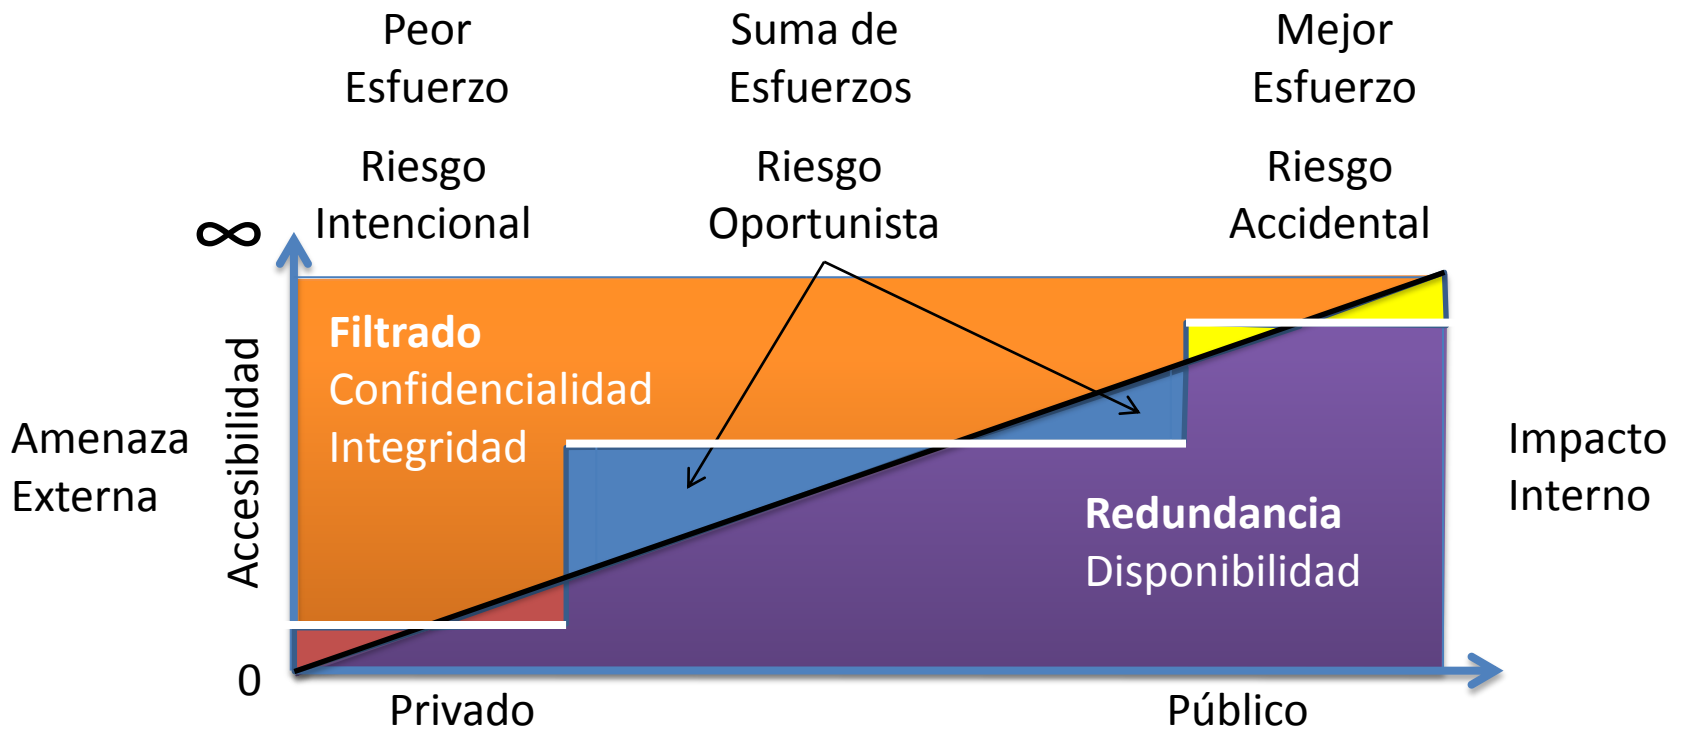 Peor
Esfuerzo
Suma de
Esfuerzos
Mejor
Esfuerzo
Riesgo
Intencional
Riesgo
Oportunista
Riesgo
Accidental
∞
Filtrado
Confidencialidad
Integridad
Accesibilidad
Amenaza
Externa
Impacto
Interno
Redundancia
Disponibilidad
0
Privado
Público